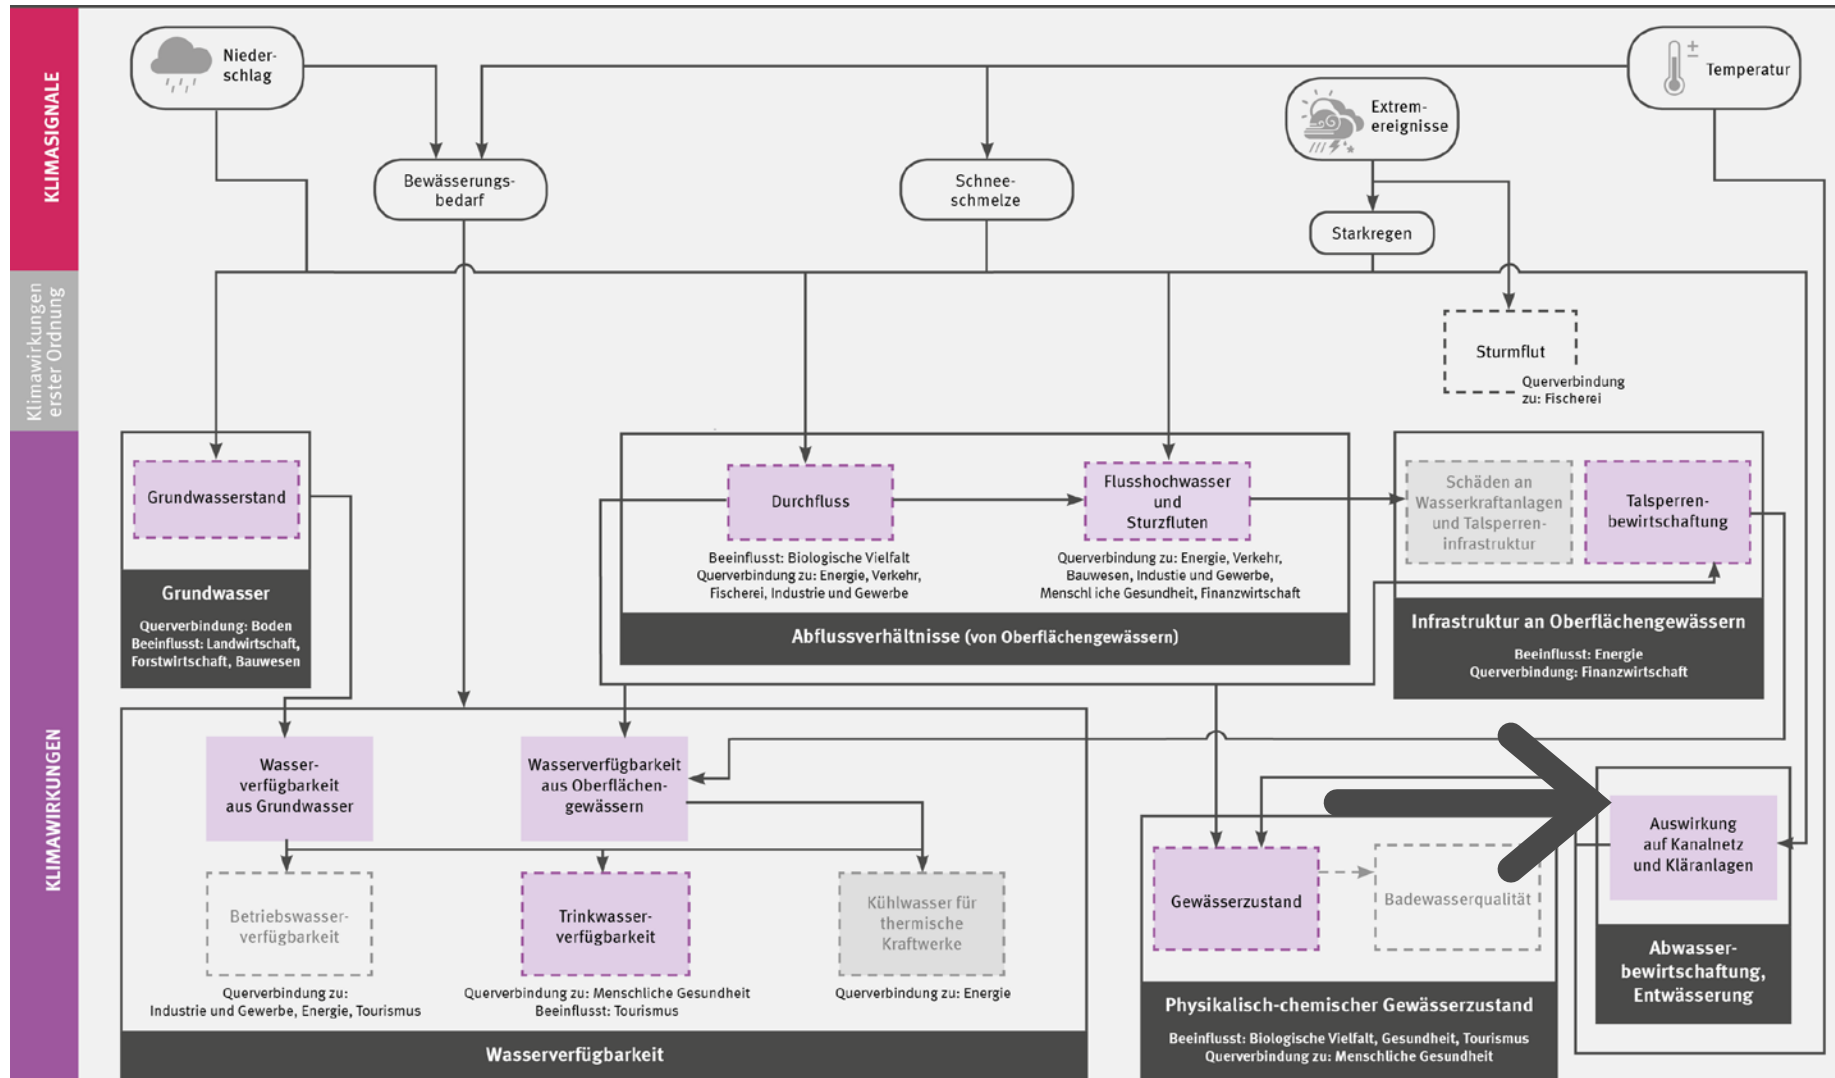 KLIMASIGNALE
Nieder-
schlag
Temperatur
Extrem-
ereignisse
Bewässerungs-
bedarf
Schnee-
schmelze
Starkregen
Klimawirkungen
erster Ordnung
Sturmflut
Querverbindung
zu: Fischerei
KLIMAWIRKUNGEN
Grundwasserstand
Grundwasser
Querverbindung: Boden
Beeinflusst: Landwirtschaft,
Forstwirtschaft, Bauwesen
Durchfluss
Beeinflusst: Biologische Vielfalt
Querverbindung zu: Energie, Verkehr,
Fischerei, Industrie und Gewerbe
Flusshochwasser
und
Sturzfluten
Querverbindung zu: Energie, Verkehr,
Bauwesen, Industie und Gewerbe,
Menschl iche Gesundheit, Finanzwirtschaft
Abflussverhältnisse (von Oberflächengewässern)
Schäden an
Wasserkraftanlagen
und Talsperren-
infrastruktur
Talsperren-
bewirtschaftung
Infrastruktur an Oberflächengewässern
Beeinflusst: Energie
Querverbindung: Finanzwirtschaft
Wasser-
verfügbarkeit
aus Grundwasser
Wasserverfügbarkeit
aus Oberflächen-
gewässern
Betriebswasser-
verfügbarkeit
Querverbindung zu:
Industrie und Gewerbe, Energie, Tourismus
Trinkwasser-
verfügbarkeit
Querverbindung zu: Menschliche Gesundheit
Beeinflusst: Tourismus
Kühlwasser für
thermische
Kraftwerke
Querverbindung zu: Energie
Wasserverfügbarkeit
Gewässerzustand
Badewasserqualität
Physikalisch-chemischer Gewässerzustand
Beeinflusst: Biologische Vielfalt, Gesundheit, Tourismus
Querverbindung zu: Menschliche Gesundheit
Auswirkung
auf Kanalnetz
und Kläranlagen
Abwasser-
bewirtschaftung,
Entwässerung